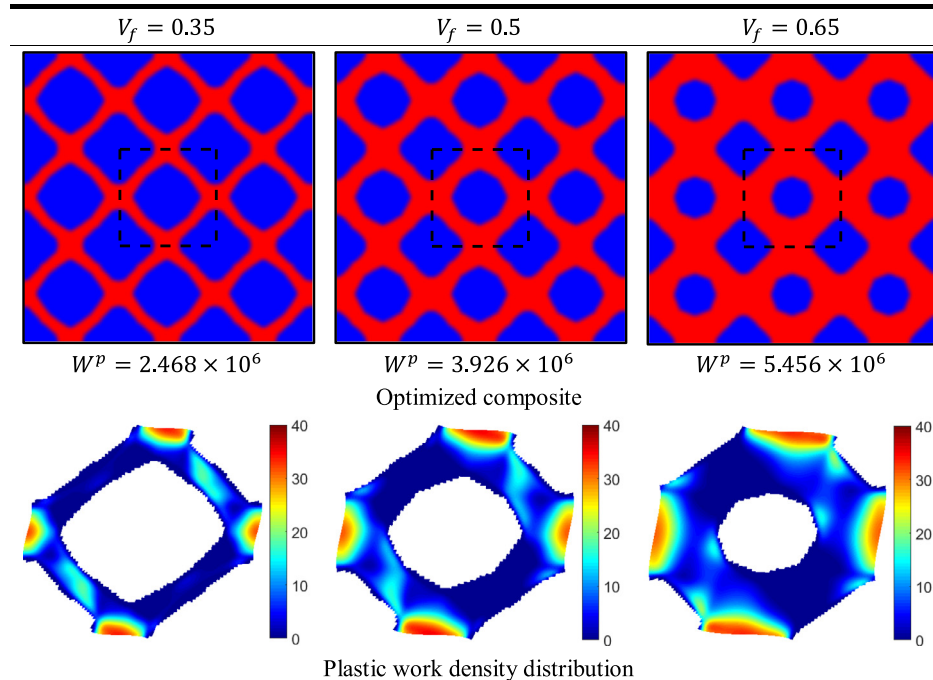 V_f = 0.35 V_f = 0.5 V_f = 0.65
W^p = 2.468 × 10^6 W^p = 3.926 × 10^6 W^p = 5.456 × 10^6
Optimized composite
40 40 40
30 30 30
20 20 20
10 10 10
0 0 0
Plastic work density distribution